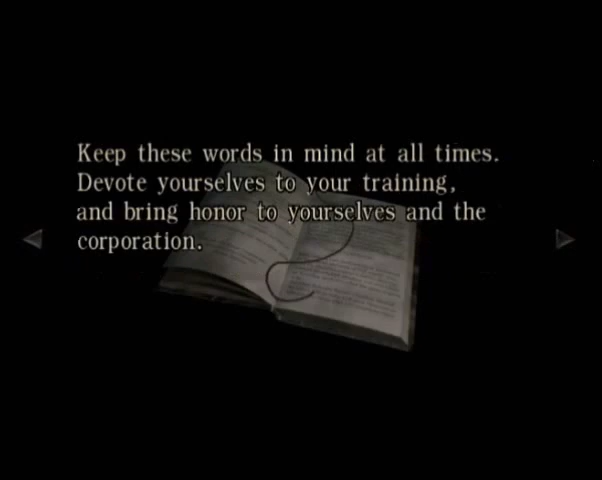 Keep these words in mind at all times.
Devote yourselves to your training,
and bring honor to yourselves and the
corporation.